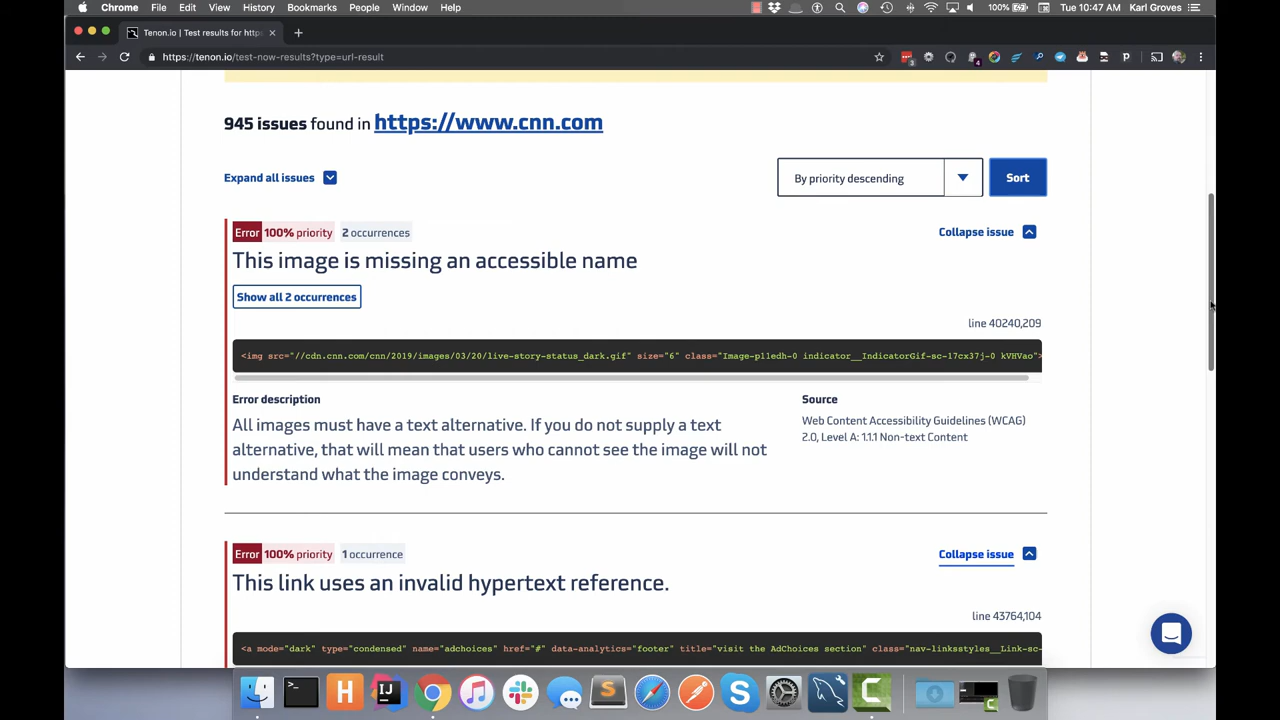 Chrome File Edit View History Bookmarks People Window Help 100% Tue 10:47 AM Karl Groves
Tenon.io | Test results for https
https://tenon.io/test-now-results?type=url-result
945 issues found in https://www.cnn.com
Expand all issues
By priority descending
Sort
Error 100% priority 2 occurrences
Collapse issue
This image is missing an accessible name
Show all 2 occurrences
line 40240,209
<img src="//cdn.cnn.com/cnn/2019/images/03/20/live-story-status_dark.gif" size="6" class="Image-p11edh-0 indicator__IndicatorGif-sc-17cx37j-0 kVHVao">
Error description
All images must have a text alternative. If you do not supply a text
alternative, that will mean that users who cannot see the image will not
understand what the image conveys.
Source
Web Content Accessibility Guidelines (WCAG)
2.0, Level A: 1.1.1 Non-text Content
Error 100% priority 1 occurrence
Collapse issue
This link uses an invalid hypertext reference.
line 43764,104
<a mode="dark" type="condensed" name="adchoices" href="#" data-analytics="footer" title="visit the AdChoices section" class="nav-linksstyles__Link-sc-